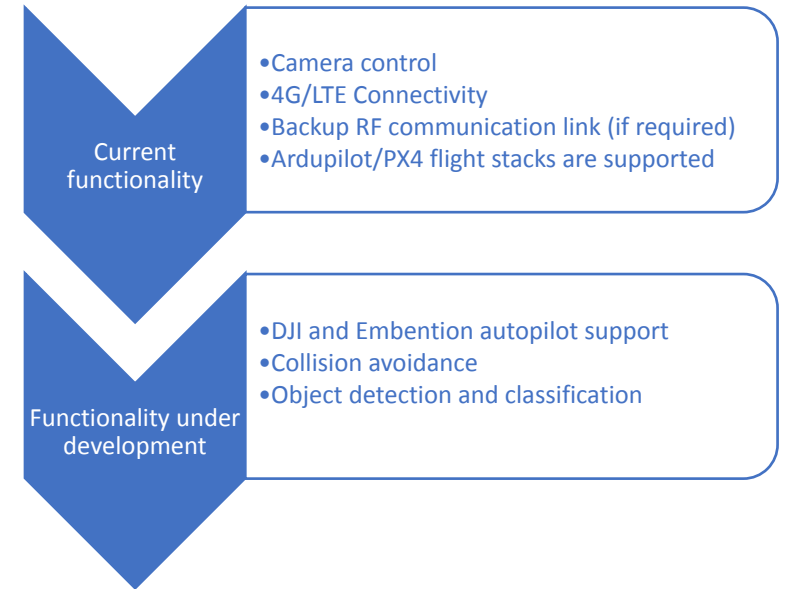 Current
functionality
•Camera control
•4G/LTE Connectivity
•Backup RF communication link (if required)
•Ardupilot/PX4 flight stacks are supported
Functionality under
development
•DJI and Embention autopilot support
•Collision avoidance
•Object detection and classification